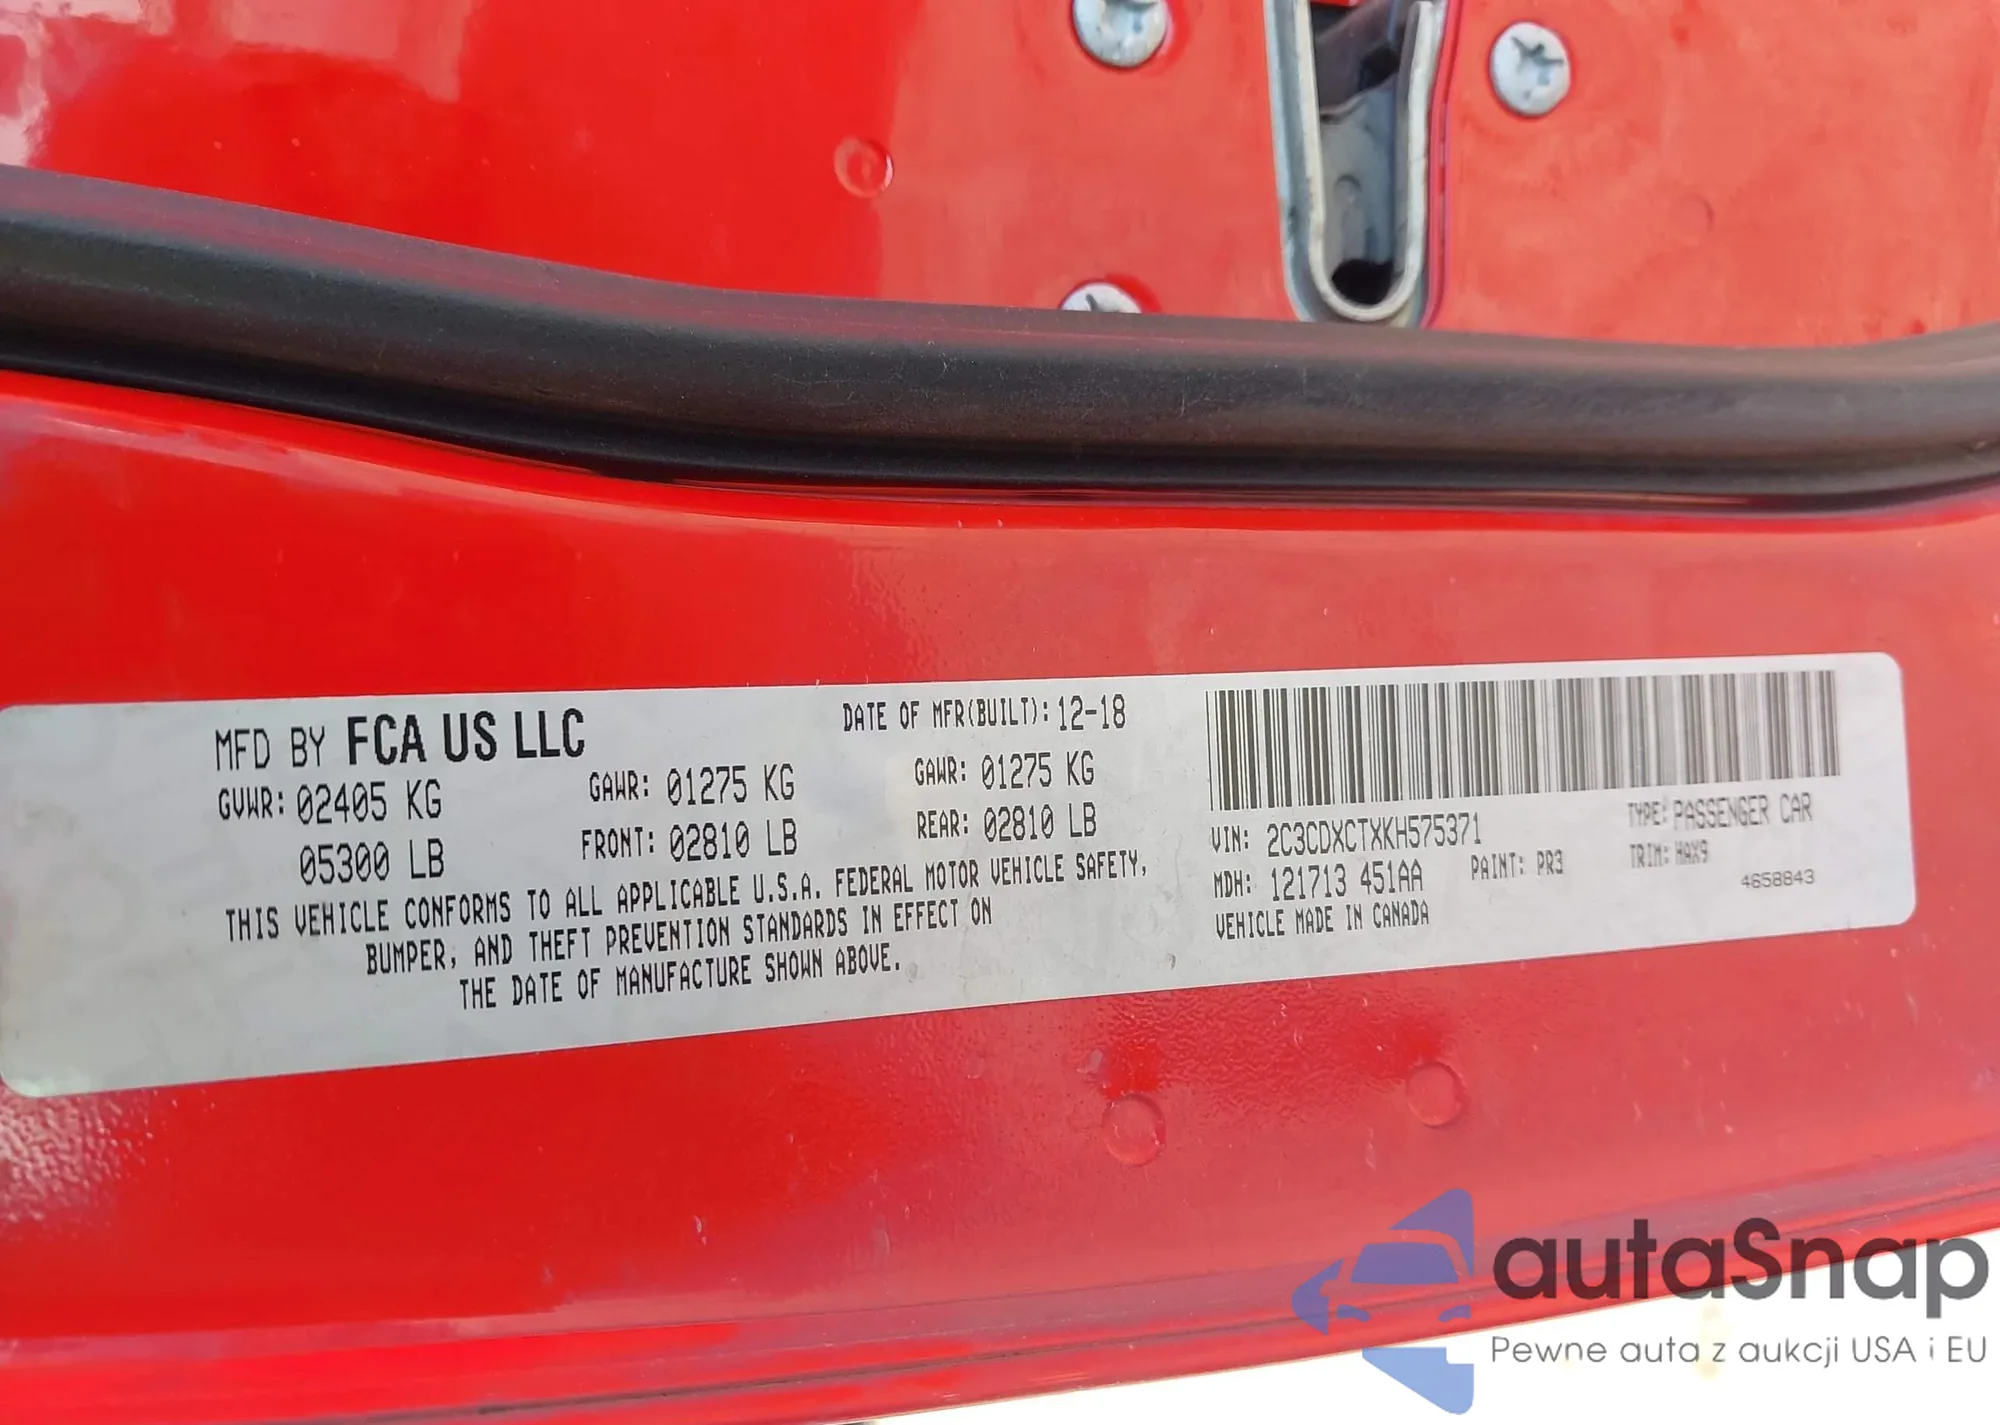 MFD BY FCA US LLC
DATE OF MFR(BUILT): 12-18
GVWR: 02405 KG
05300 LB
GAWR: 01275 KG
FRONT: 02810 LB
GAWR: 01275 KG
REAR: 02810 LB
THIS VEHICLE CONFORMS TO ALL APPLICABLE U.S.A. FEDERAL MOTOR VEHICLE SAFETY,
BUMPER, AND THEFT PREVENTION STANDARDS IN EFFECT ON
THE DATE OF MANUFACTURE SHOWN ABOVE.
VIN: 2C3CDXCTXKH575371
TYPE: PASSENGER CAR
MDH: 121713 451AA
PAINT: PR3
TRIM: HAX9
VEHICLE MADE IN CANADA
4658843
autaSnap
Pewne auta z aukcji USA i EU